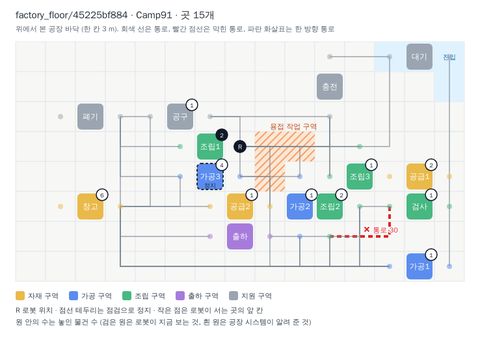 factory_floor/45225bf884 · Camp91 · 곳 15개
위에서 본 공장 바닥 (한 칸 3 m). 회색 선은 통로, 빨간 점선은 막힌 통로, 파란 화살표는 한 방향 통로
대기
진입
충전
폐기
공구
1
용접 작업 구역
조립1
2
R
가공3
4
정지
조립3
1
공급1
2
창고
6
공급2
1
가공2
1
조립2
2
검사
1
출하
✕ 통로 30
가공1
1
자재 구역
가공 구역
조립 구역
출하 구역
지원 구역
R 로봇 위치 · 점선 테두리는 점검으로 정지 · 작은 점은 로봇이 서는 곳의 앞 칸
원 안의 수는 놓인 물건 수 (검은 원은 로봇이 지금 보는 것, 흰 원은 공장 시스템이 알려 준 것)